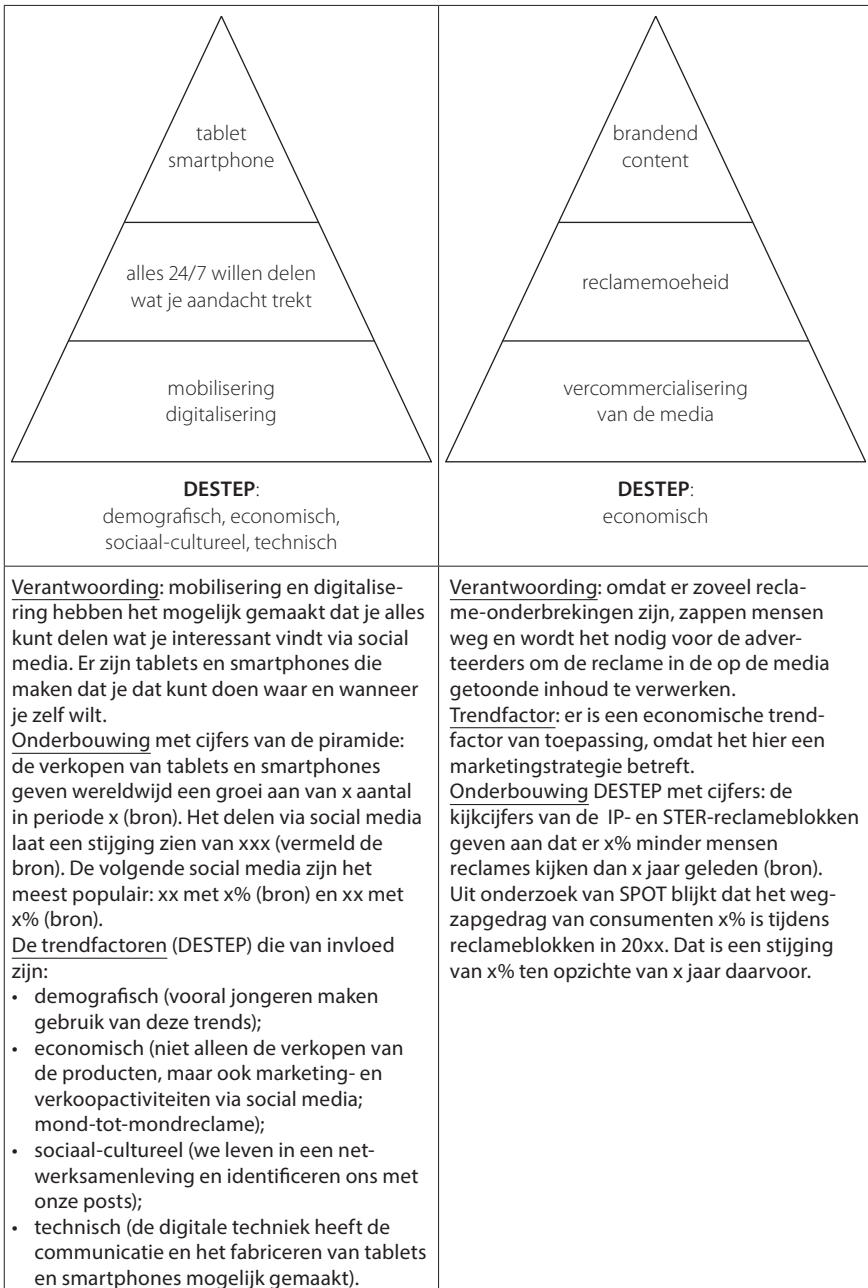 tablet
smartphone
alles 24/7 willen delen
wat je aandacht trekt
mobilisering
digitalisering
DESTEP:
demografisch, economisch,
sociaal-cultureel, technisch
brandend
content
reclamemoeheid
vercommercialisering
van de media
DESTEP:
economisch
Verantwoording: mobilisering en digitalise-
ring hebben het mogelijk gemaakt dat je alles
kunt delen wat je interessant vindt via social
media. Er zijn tablets en smartphones die
maken dat je dat kunt doen waar en wanneer
je zelf wilt.
Onderbouwing met cijfers van de piramide:
de verkopen van tablets en smartphones
geven wereldwijd een groei aan van x aantal
in periode x (bron). Het delen via social media
laat een stijging zien van xxx (vermeld de
bron). De volgende social media zijn het
meest populair: xx met x% (bron) en xx met
x% (bron).
De trendfactoren (DESTEP) die van invloed
zijn:
• demografisch (vooral jongeren maken
gebruik van deze trends);
• economisch (niet alleen de verkopen van
de producten, maar ook marketing- en
verkoopactiviteiten via social media;
mond-tot-mondreclame);
• sociaal-cultureel (we leven in een net-
werksamenleving en identificeren ons met
onze posts);
• technisch (de digitale techniek heeft de
communicatie en het fabriceren van tablets
en smartphones mogelijk gemaakt).
Verantwoording: omdat er zoveel recla-
me-onderbrekingen zijn, zappen mensen
weg en wordt het nodig voor de adver-
teerders om de reclame in de op de media
getoonde inhoud te verwerken.
Trendfactor: er is een economische trend-
factor van toepassing, omdat het hier een
marketingstrategie betreft.
Onderbouwing DESTEP met cijfers: de
kijkcijfers van de IP- en STER-reclameblokken
geven aan dat er x% minder mensen
reclames kijken dan x jaar geleden (bron).
Uit onderzoek van SPOT blijkt dat het weg-
zapgedrag van consumenten x% is tijdens
reclameblokken in 20xx. Dat is een stijging
van x% ten opzichte van x jaar daarvoor.